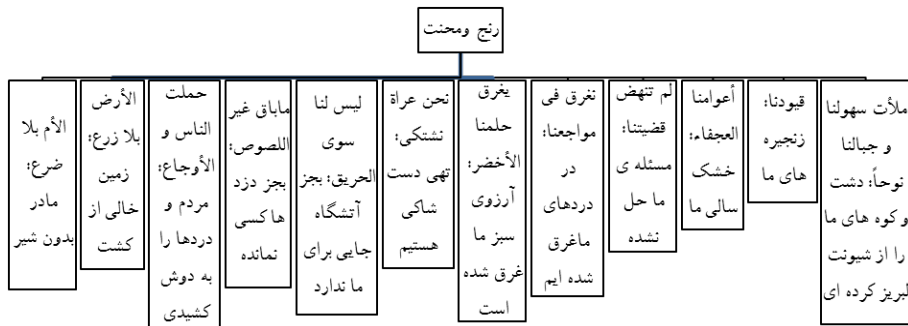 رنج ومحنت
ملأت سهولنا
و جبالنا
نوحاً: دشت
وکوه های ما
را از شیونت
لبریز کرده ای
قیودنا:
زنجیره
های ما
أعوامنا
العجفاء:
خشک
سالی ما
لم تنهض
قضیتنا:
مسئله ی
ما حل
نشده
نغرق فی
مواجعنا:
در
دردهای
ماغرق
شده ایم
یغرق
حلمنا
الأخضر:
آرزوی
سبز ما
غرق شده
است
نحن عراة
نشتکی:
تهی دست
شاکی
هستیم
لیس لنا
سوی
الحریق: بجز
آتشگاه
جایی برای
ما ندارد
ماباق غیر
اللصوص:
بجز دزد
هاکسی
نمانده
حملت
الناس و
الأوجاع:
مردم و
دردها را
به دوش
کشیدی
الأرض
بلا زرع:
زمین
خالی از
کشت
الأم بلا
ضرع:
مادر
بدون شیر